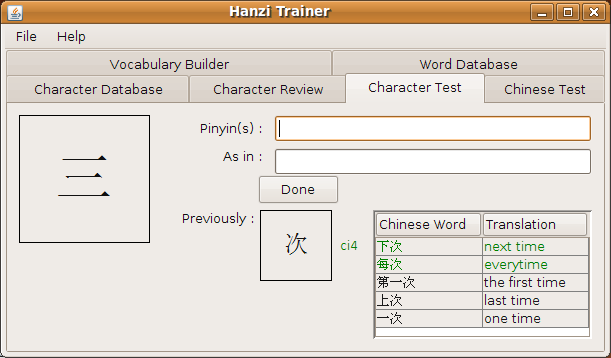 Hanzi Trainer
File Help
Vocabulary Builder Word Database
Character Database Character Review Character Test Chinese Test
三
Pinyin(s) :
As in :
Done
Previously :
次
ci4
Chinese Word Translation
下次 next time
每次 everytime
第一次 the first time
上次 last time
一次 one time